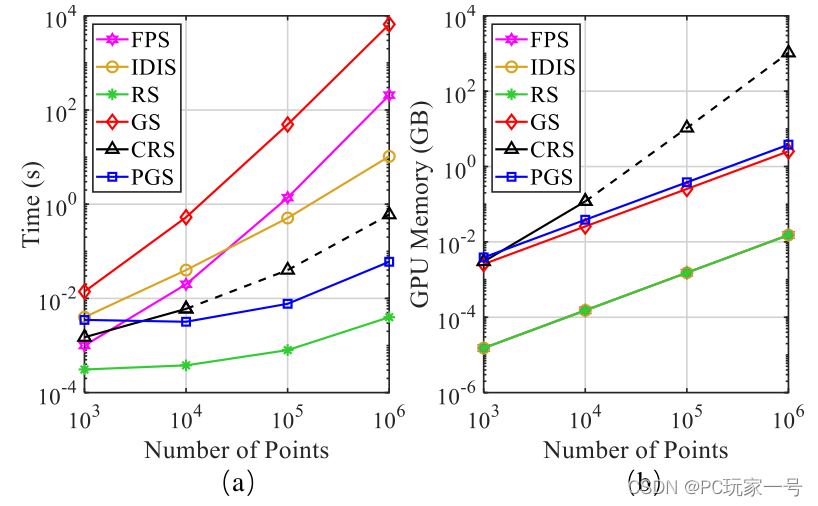 10^4
10^2
10^0
10^-2
10^-4
Time (s)
FPS
IDIS
RS
GS
CRS
PGS
10^3 10^4 10^5 10^6
Number of Points
(a)
10^4
10^2
10^0
10^-2
10^-4
10^-6
GPU Memory (GB)
FPS
IDIS
RS
GS
CRS
PGS
10^3 10^4 10^5 10^6
Number of Points
(b)
CSDN @PC玩家一号